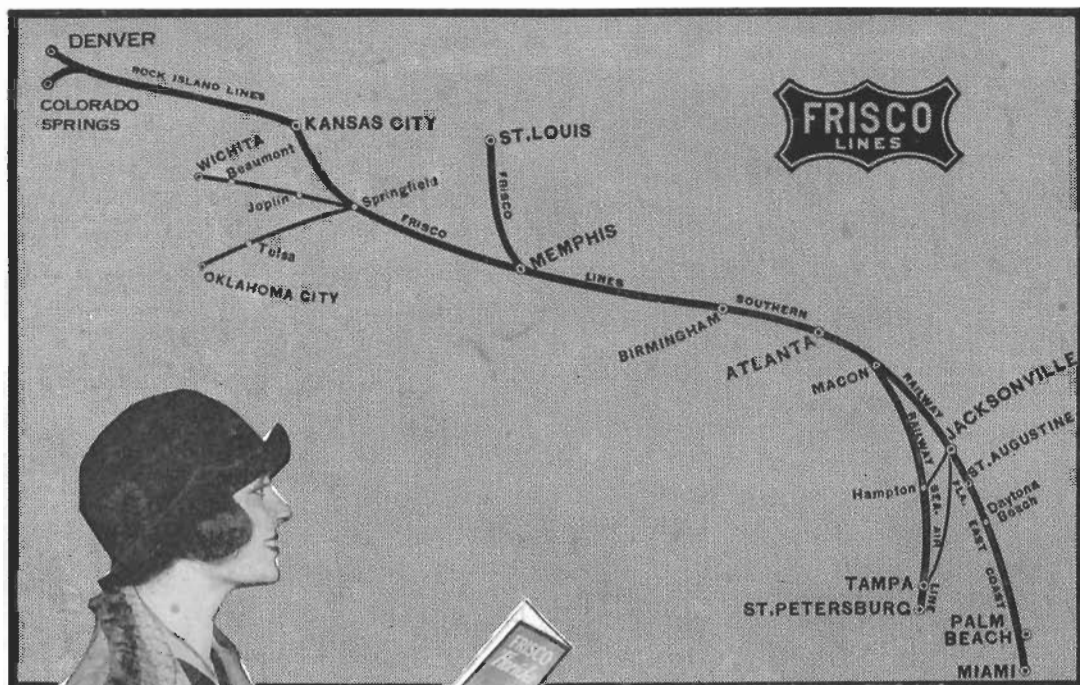 DENVER
COLORADO
SPRINGS
ROCK ISLAND LINES
KANSAS CITY
ST. LOUIS
FRISCO
LINES
WICHITA
Beaumont
Joplin
Springfield
Tulsa
OKLAHOMA CITY
FRISCO
FRISCO
MEMPHIS
LINES
SOUTHERN
BIRMINGHAM
ATLANTA
MACON
RAILWAY
RAILWAY
JACKSONVILLE
ST. AUGUSTINE
Hampton
SEA. AIR
LINE
FLA. EAST COAST
Daytona
Beach
TAMPA
ST. PETERSBURG
PALM
BEACH
MIAMI
FRISCO